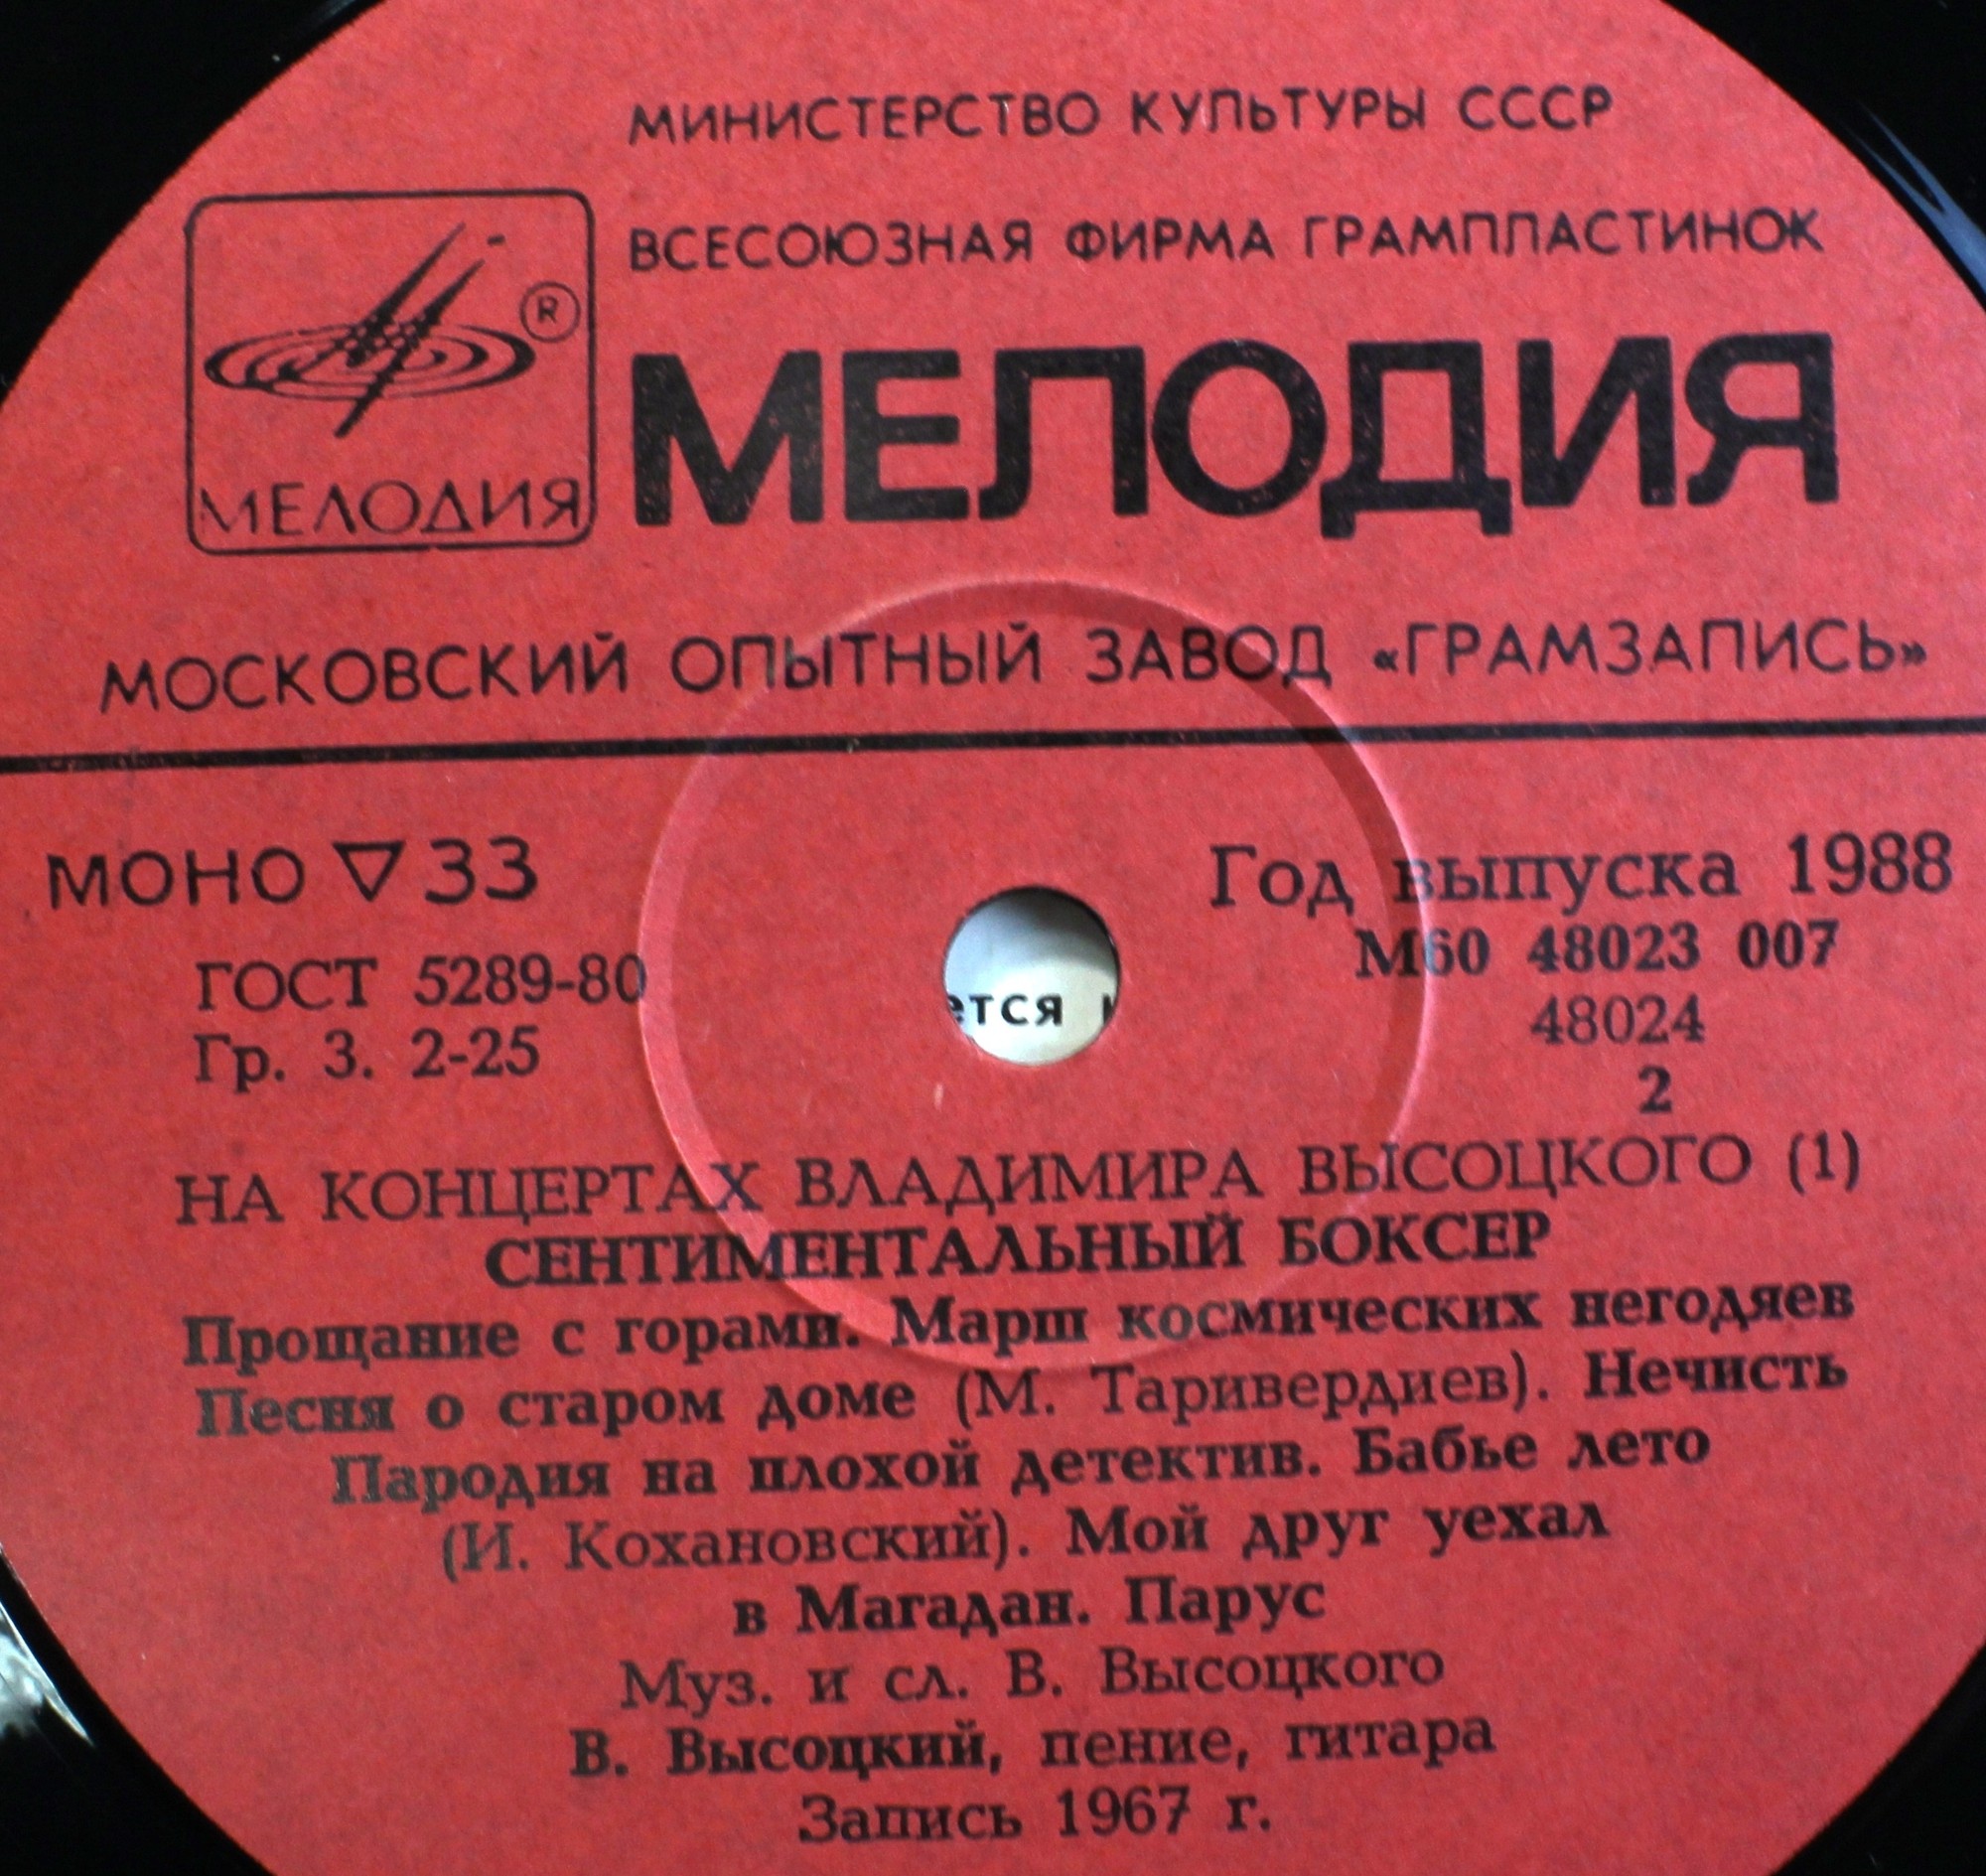 МИНИСТЕРСТВО КУЛЬТУРЫ СССР
ВСЕСОЮЗНАЯ ФИРМА ГРАМПЛАСТИНОК
®
МЕЛОДИЯ
МЕЛОДИЯ
МОСКОВСКИЙ ОПЫТНЫЙ ЗАВОД «ГРАМЗАПИСЬ»
МОНО ▽ 33
Год выпуска 1988
ГОСТ 5289-80
М60 48023 007
Гр. 3. 2-25
48024
2
ется
НА КОНЦЕРТАХ ВЛАДИМИРА ВЫСОЦКОГО (1)
СЕНТИМЕНТАЛЬНЫЙ БОКСЕР
Прощание с горами. Марш космических негодяев
Песня о старом доме (М. Таривердиев). Нечисть
Пародия на плохой детектив. Бабье лето
(И. Кохановский). Мой друг уехал
в Магадан. Парус
Муз. и сл. В. Высоцкого
В. Высоцкий, пение, гитара
Запись 1967 г.